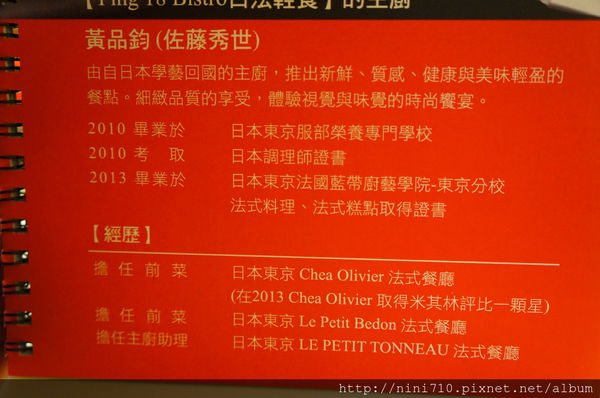 【Ping 18 Bistro日法輕食】的主廚
黃品鈞 (佐藤秀世)
由自日本學藝回國的主廚，推出新鮮、質感、健康與美味輕盈的
餐點。細緻品質的享受，體驗視覺與味覺的時尚饗宴。
2010 畢業於 日本東京服部榮養專門學校
2010 考 取 日本調理師證書
2013 畢業於 日本東京法國藍帶廚藝學院-東京分校
法式料理、法式糕點取得證書
【經歷】
擔任前菜 日本東京 Chea Olivier 法式餐廳
(在2013 Chea Olivier 取得米其林評比一顆星)
擔任前菜 日本東京 Le Petit Bedon 法式餐廳
擔任主廚助理 日本東京 LE PETIT TONNEAU 法式餐廳
http://nini710.pixnet.net/album